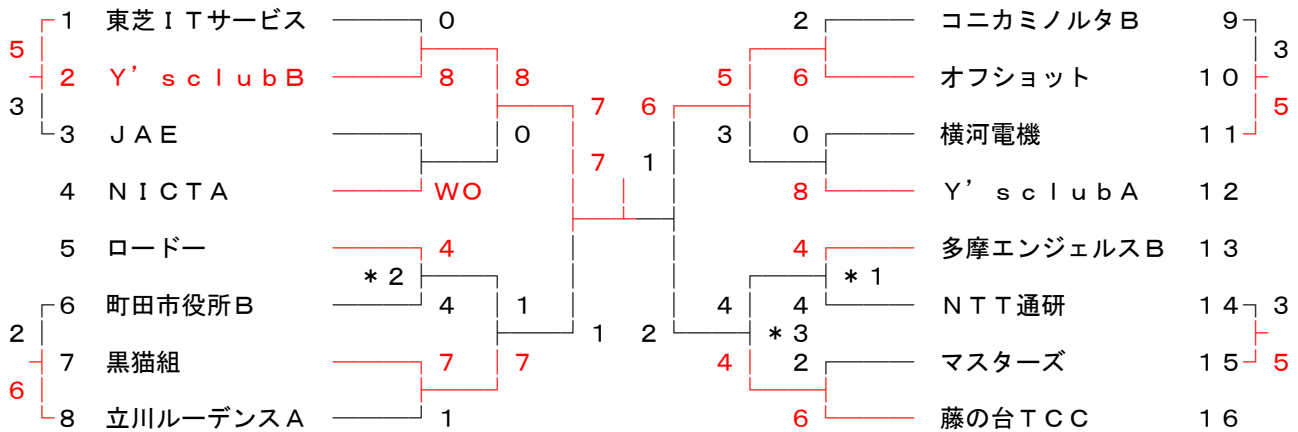 1 東芝ITサービス 0 2 コニカミノルタB 9
5 3
2 Y’sclubB 8 8 5 6 オフショット 10
3 7 6 5
3 JAE 0 3 0 横河電機 11
7 1
4 NICTA WO 8 Y’sclubA 12
5 ロードー 4 4 多摩エンジェルスB 13
*2 *1
6 町田市役所B 4 1 4 4 NTT通研 14 3
2 1 2 *3
7 黒猫組 7 7 4 2 マスターズ 15 5
6
8 立川ルーデンスA 1 6 藤の台TCC 16